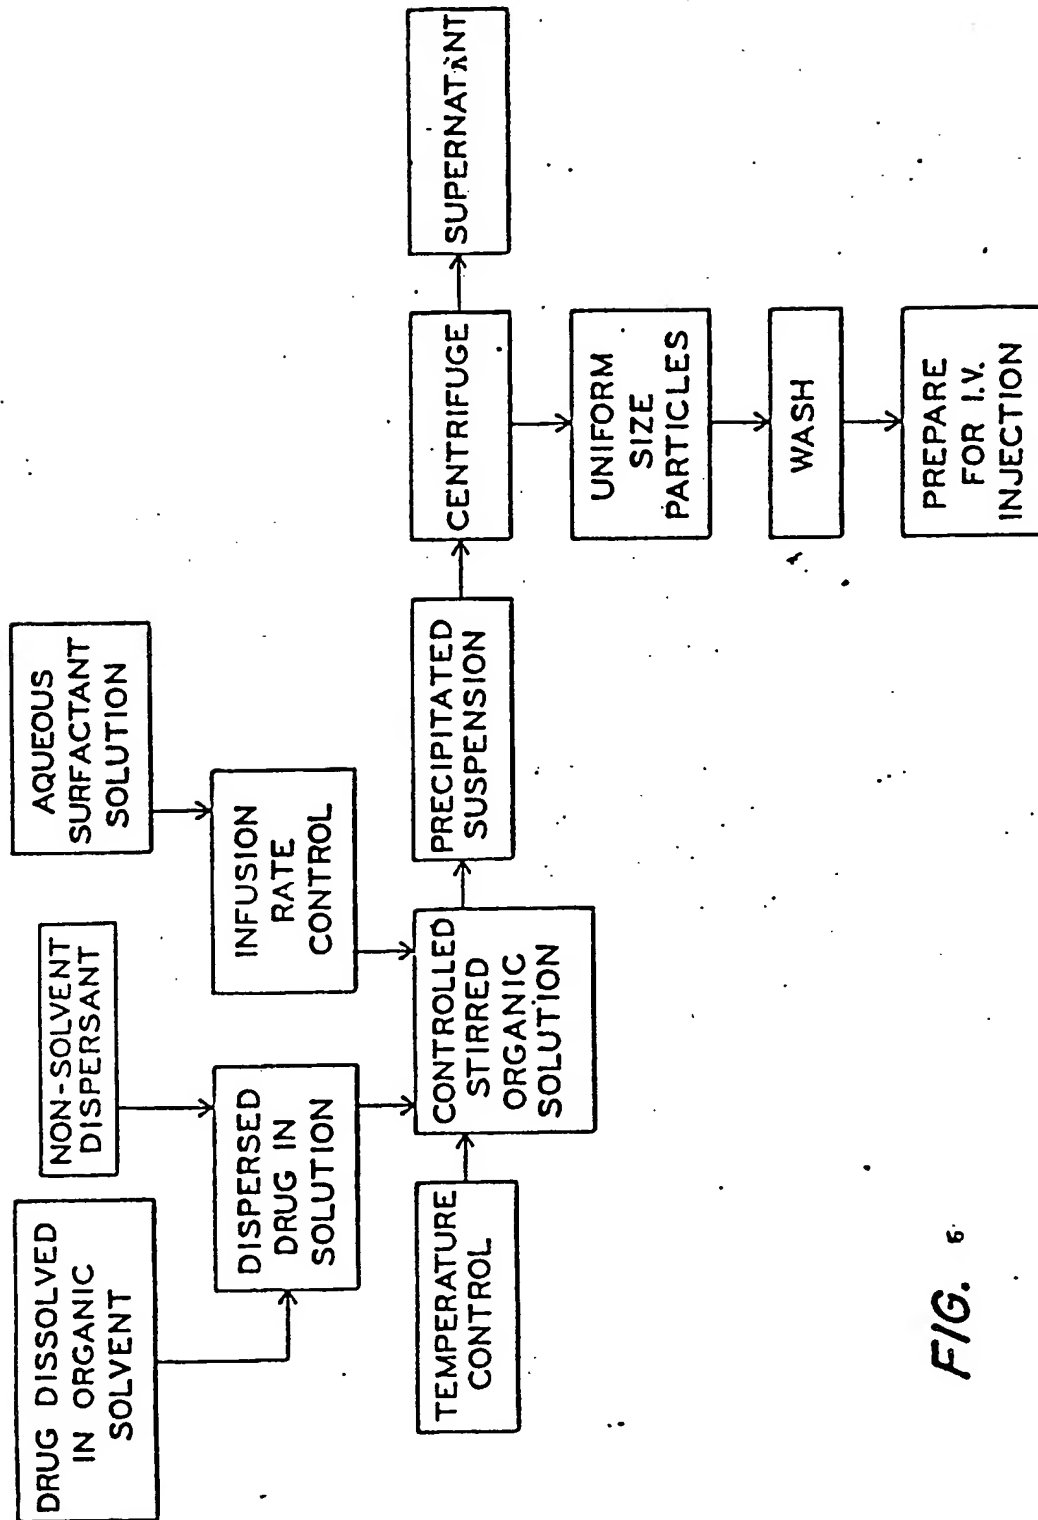 DRUG DISSOLVED
IN ORGANIC
SOLVENT
NON-SOLVENT
DISPERSANT
AQUEOUS
SURFACTANT
SOLUTION
DISPERSED
DRUG IN
SOLUTION
INFUSION
RATE
CONTROL
TEMPERATURE
CONTROL
CONTROLLED
STIRRED
ORGANIC
SOLUTION
PRECIPITATED
SUSPENSION
CENTRIFUGE
SUPERNATANT
UNIFORM
SIZE
PARTICLES
WASH
PREPARE
FOR I.V.
INJECTION
FIG. 5